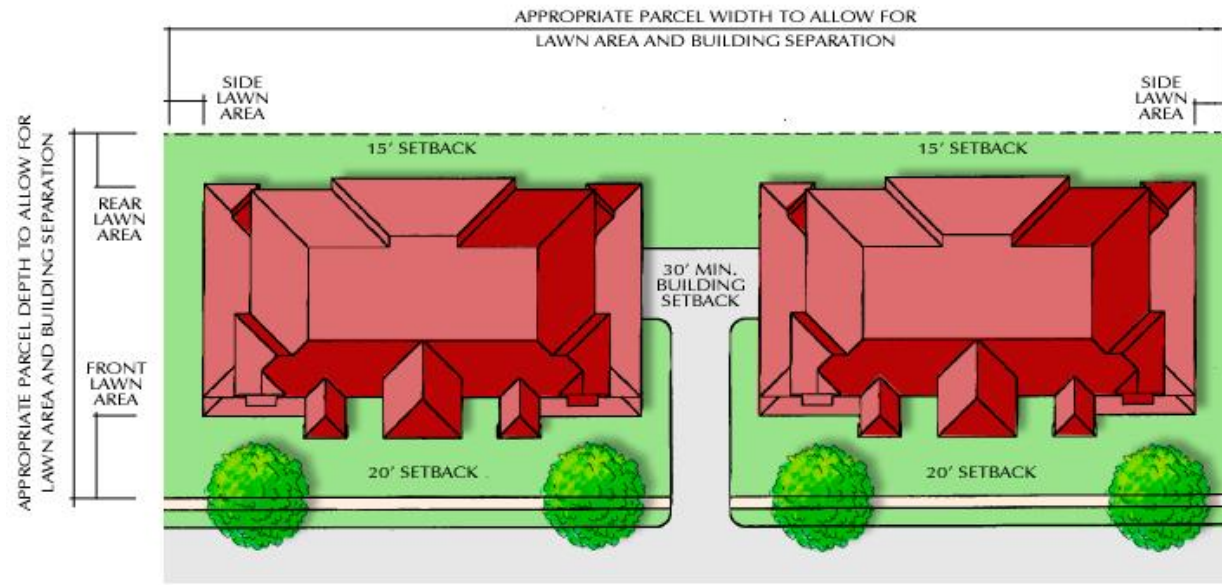 APPROPRIATE PARCEL WIDTH TO ALLOW FOR
LAWN AREA AND BUILDING SEPARATION
SIDE
LAWN
AREA
SIDE
LAWN
AREA
APPROPRIATE PARCEL DEPTH TO ALLOW FOR
LAWN AREA AND BUILDING SEPARATION
15' SETBACK
15' SETBACK
REAR
LAWN
AREA
30' MIN.
BUILDING
SETBACK
FRONT
LAWN
AREA
20' SETBACK
20' SETBACK